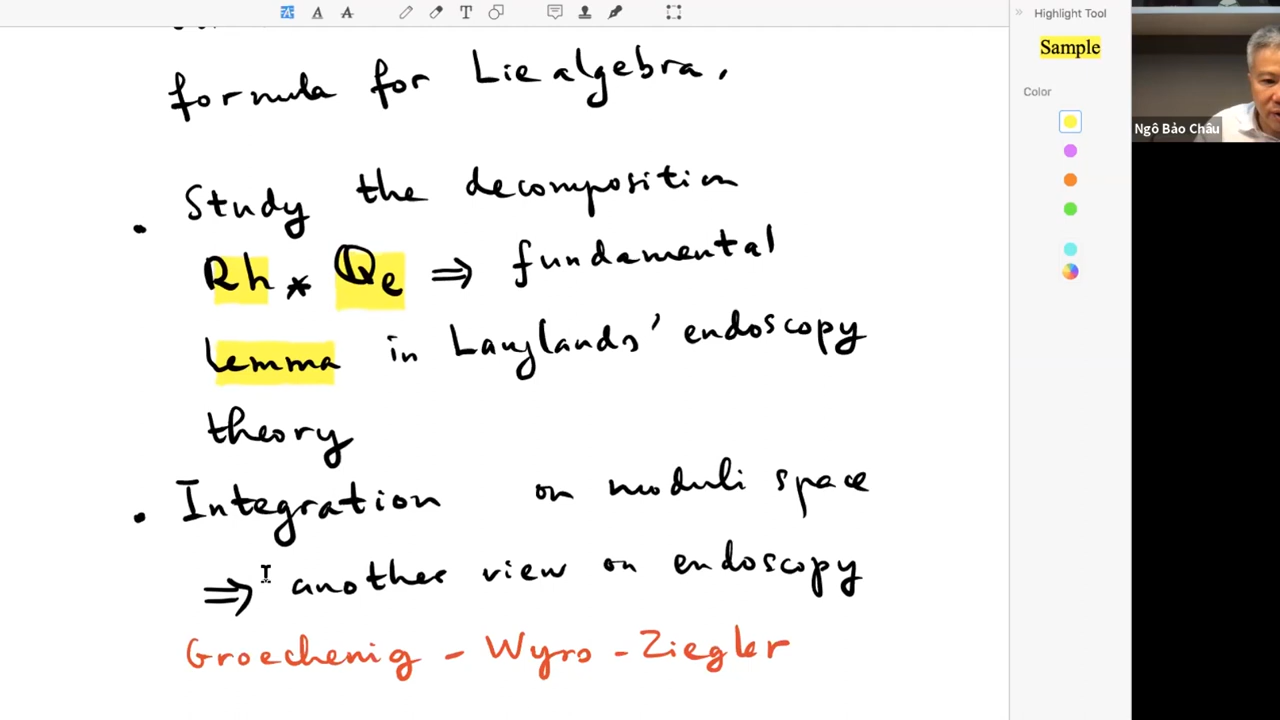 formula for Lie algebra.
• Study the decomposition
Rh* Qe ⇒ fundamental
lemma in Langlands' endoscopy
theory
• Integration on moduli space
⇒ another view on endoscopy
Groechenig - Wyss - Ziegler
Highlight Tool
Sample
Color
Ngô Bảo Châu